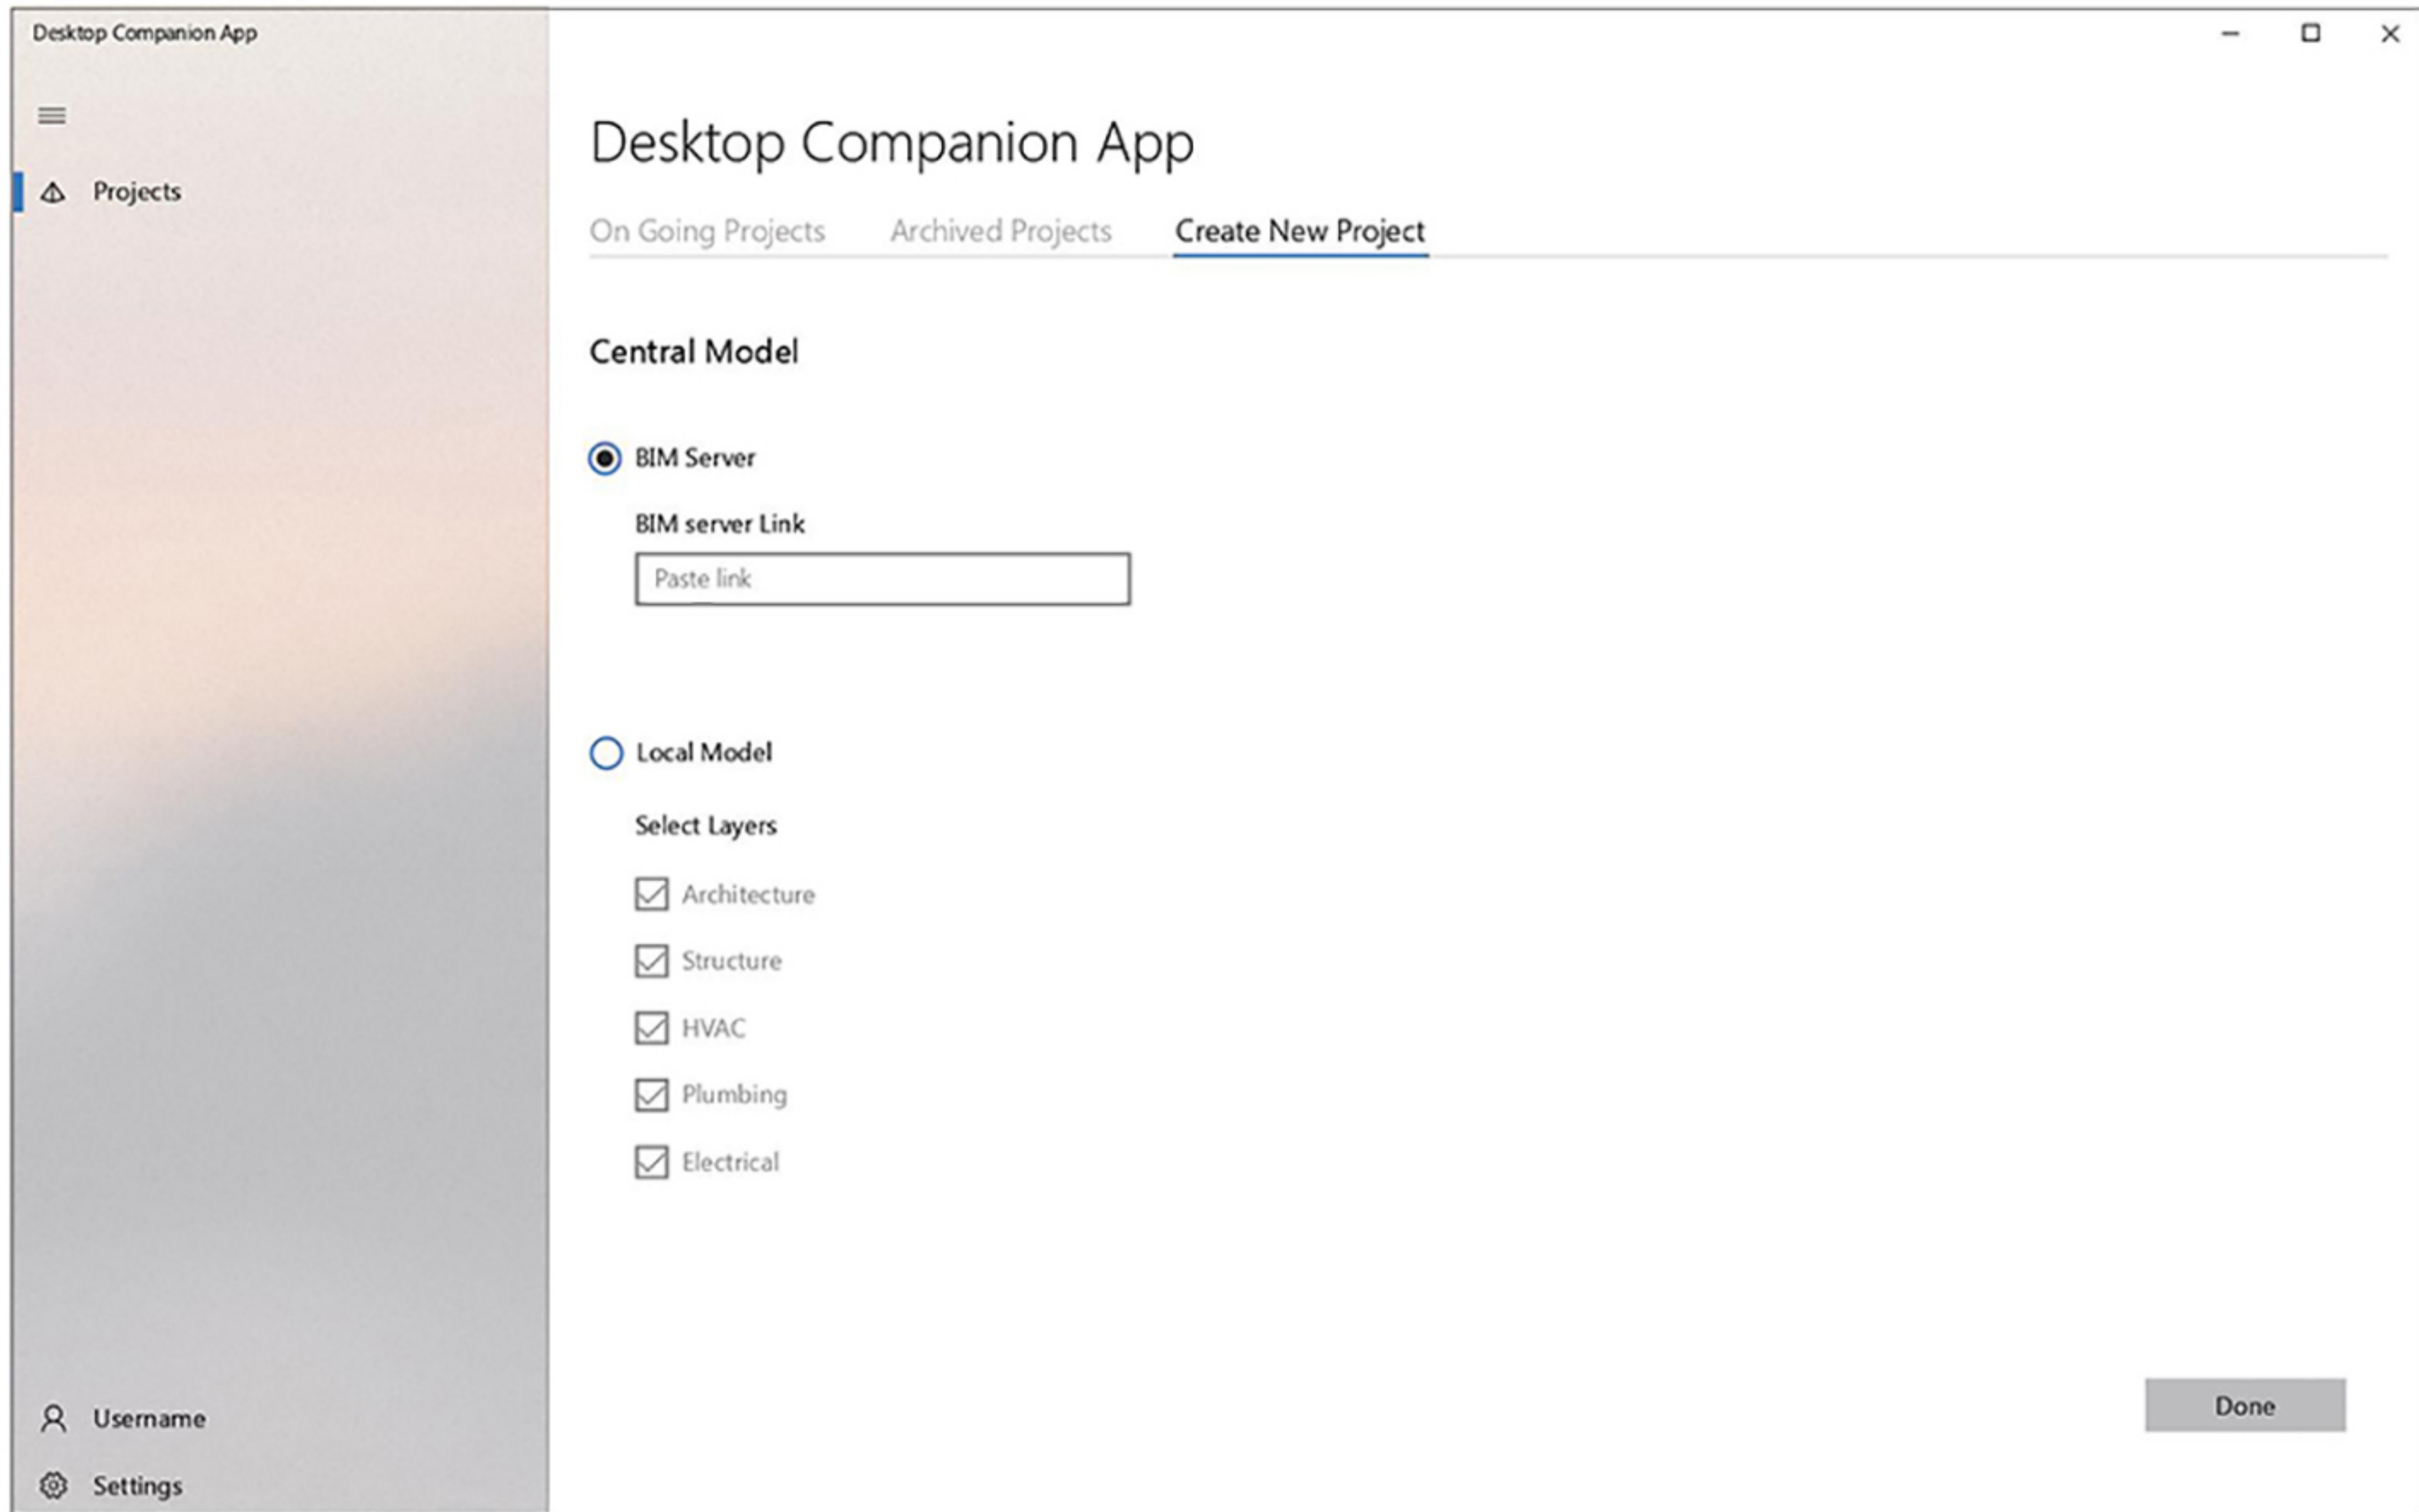 Desktop Companion App
Projects
Desktop Companion App
On Going Projects Archived Projects Create New Project
Central Model
BIM Server
BIM server Link
Paste link
Local Model
Select Layers
Architecture
Structure
HVAC
Plumbing
Electrical
Done
Username
Settings